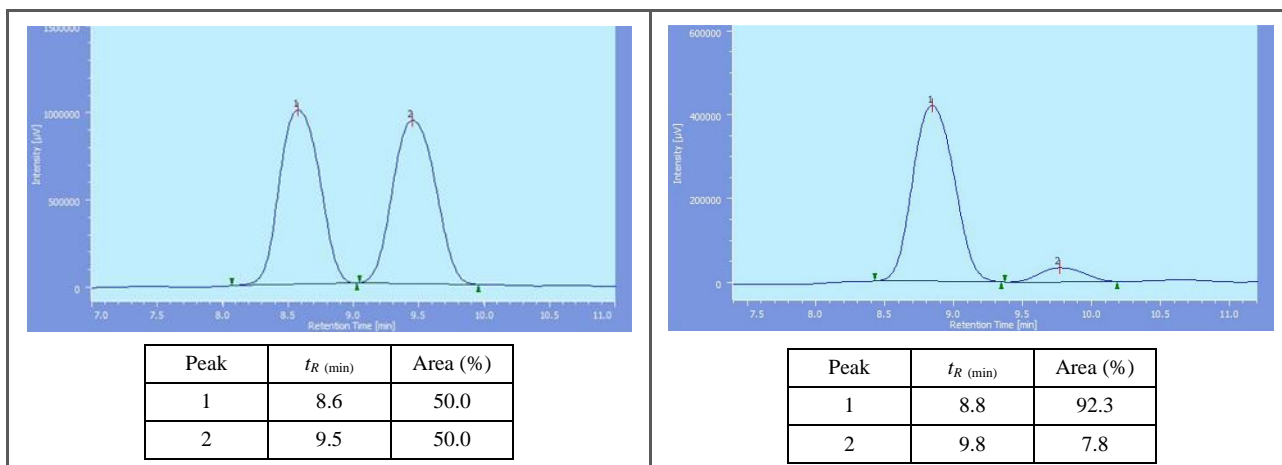 1500000
1000000
500000
0
Intensity [µV]
1
2
7.0 7.5 8.0 8.5 9.0 9.5 10.0 10.5 11.0
Retention Time [min]
Peak tR (min) Area (%)
1 8.6 50.0
2 9.5 50.0
600000
400000
200000
0
Intensity [µV]
1
2
7.5 8.0 8.5 9.0 9.5 10.0 10.5 11.0
Retention Time [min]
Peak tR (min) Area (%)
1 8.8 92.3
2 9.8 7.8